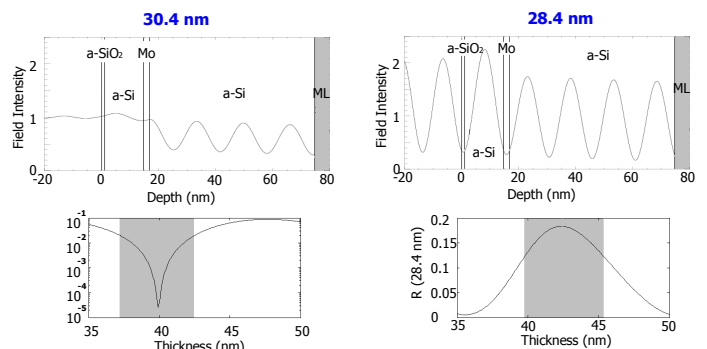 30.4 nm
28.4 nm
a-SiO2 Mo
a-Si
a-Si
ML
Field Intensity
2
1
0
-20 0 20 40 60 80
Depth (nm)
a-SiO2 Mo
a-Si
a-Si
ML
Field Intensity
2
1
0
-20 0 20 40 60 80
Depth (nm)
10-1
10-2
10-3
10-4
10-5
10
35 40 45 50
Thickness (nm)
R (28.4 nm)
0.2
0.15
0.1
0.05
0
35 40 45 50
Thickness (nm)